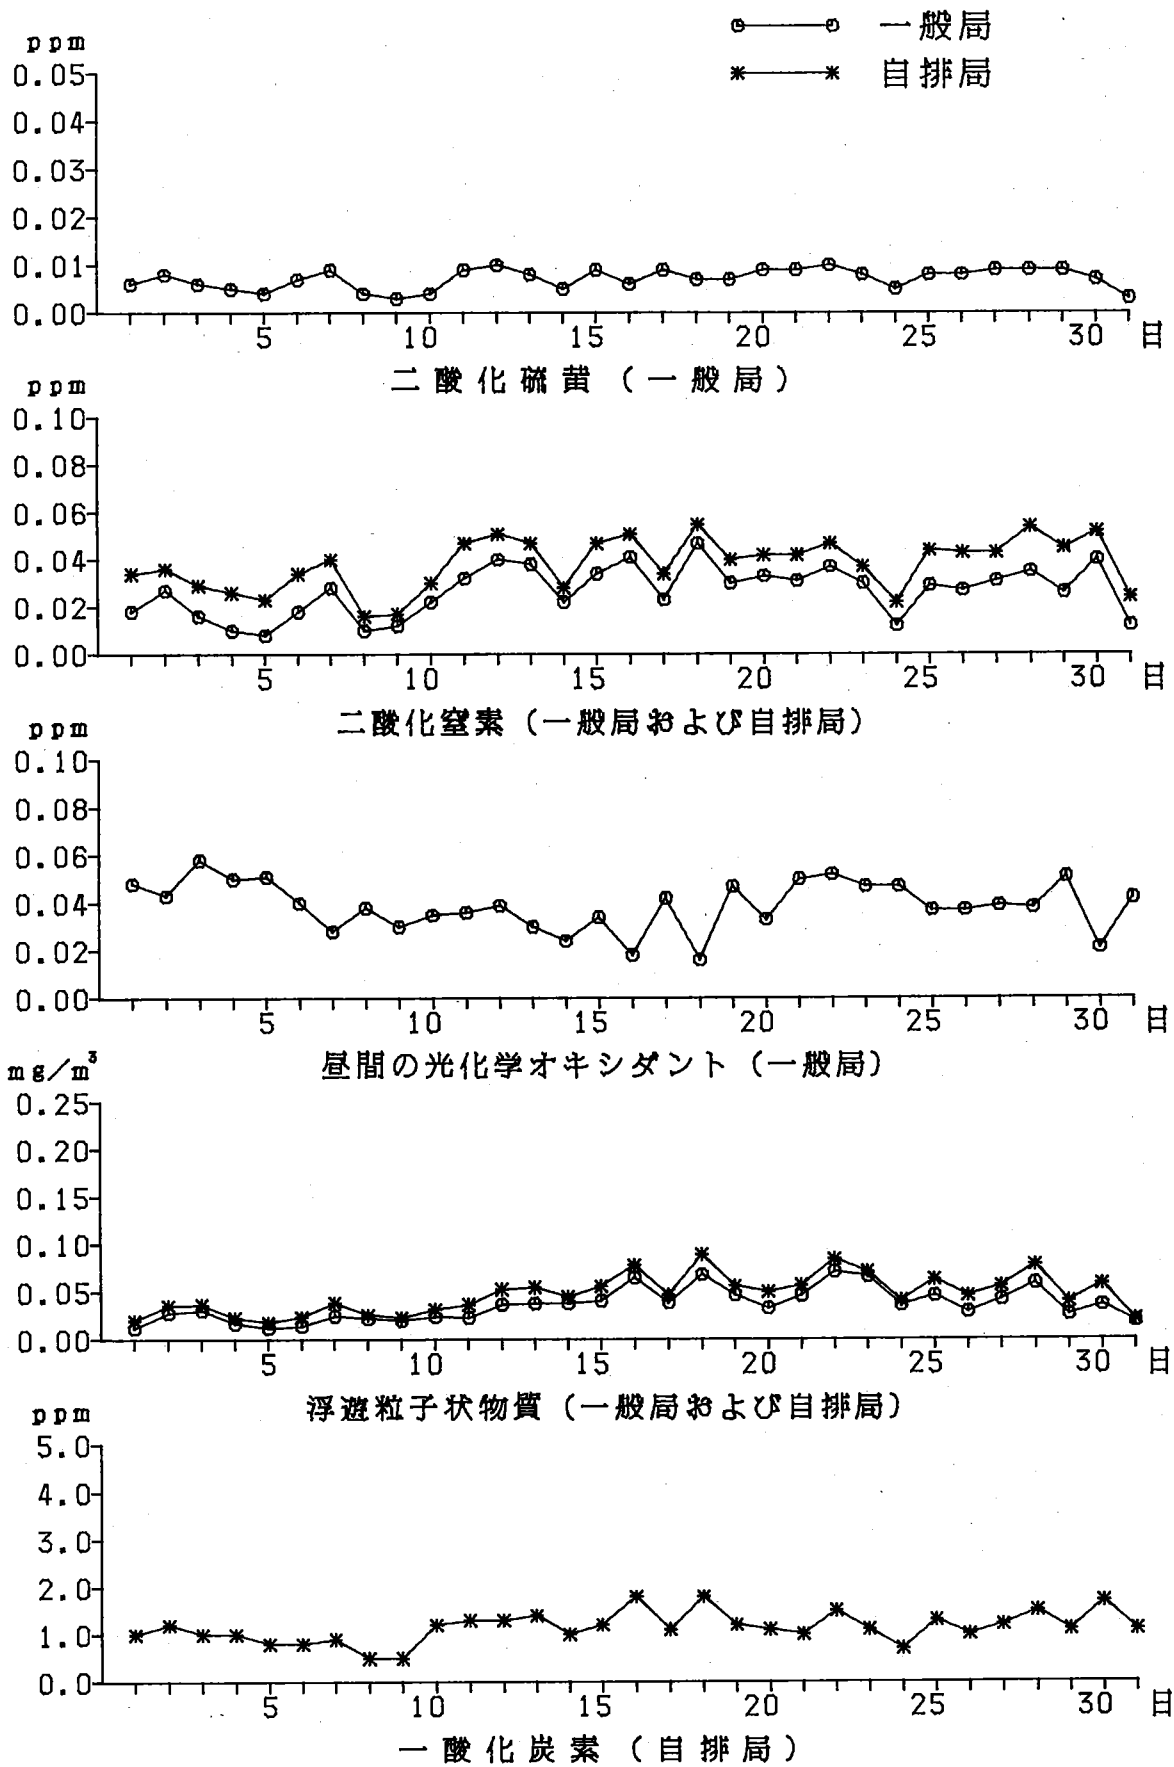 一般局
自排局
ppm
0.05
0.04
0.03
0.02
0.01
0.00
5 10 15 20 25 30 日
二酸化硫黄（一般局）
ppm
0.10
0.08
0.06
0.04
0.02
0.00
5 10 15 20 25 30 日
二酸化窒素（一般局および自排局）
ppm
0.10
0.08
0.06
0.04
0.02
0.00
5 10 15 20 25 30 日
昼間の光化学オキシダント（一般局）
mg/m³
0.25
0.20
0.15
0.10
0.05
0.00
5 10 15 20 25 30 日
浮遊粒子状物質（一般局および自排局）
ppm
5.0
4.0
3.0
2.0
1.0
0.0
5 10 15 20 25 30 日
一酸化炭素（自排局）